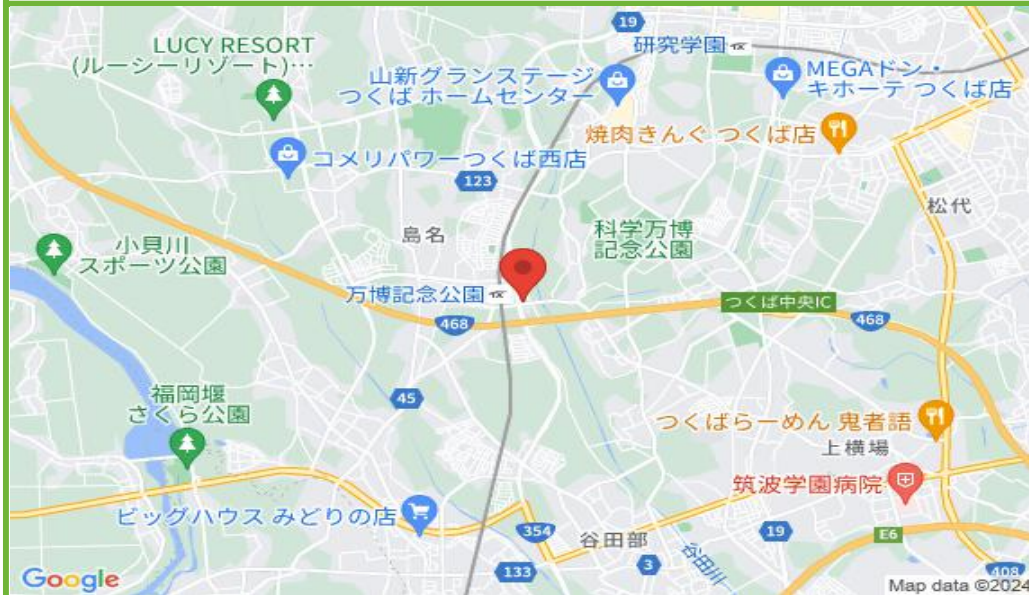 19
研究学園
LUCY RESORT
(ルーシーリゾート)…
山新グランステージ
つくば ホームセンター
MEGAドン・
キホーテ つくば店
焼肉きんぐ つくば店
コメリパワーつくば西店
123
松代
島名
科学万博
記念公園
小貝川
スポーツ公園
万博記念公園
つくば中央IC
468
468
福岡堰
さくら公園
45
つくばらーめん 鬼者語
上横場
筑波学園病院
ビッグハウス みどりの店
354
谷田部
19
E6
133
3
谷田川
408
Google
Map data ©2024